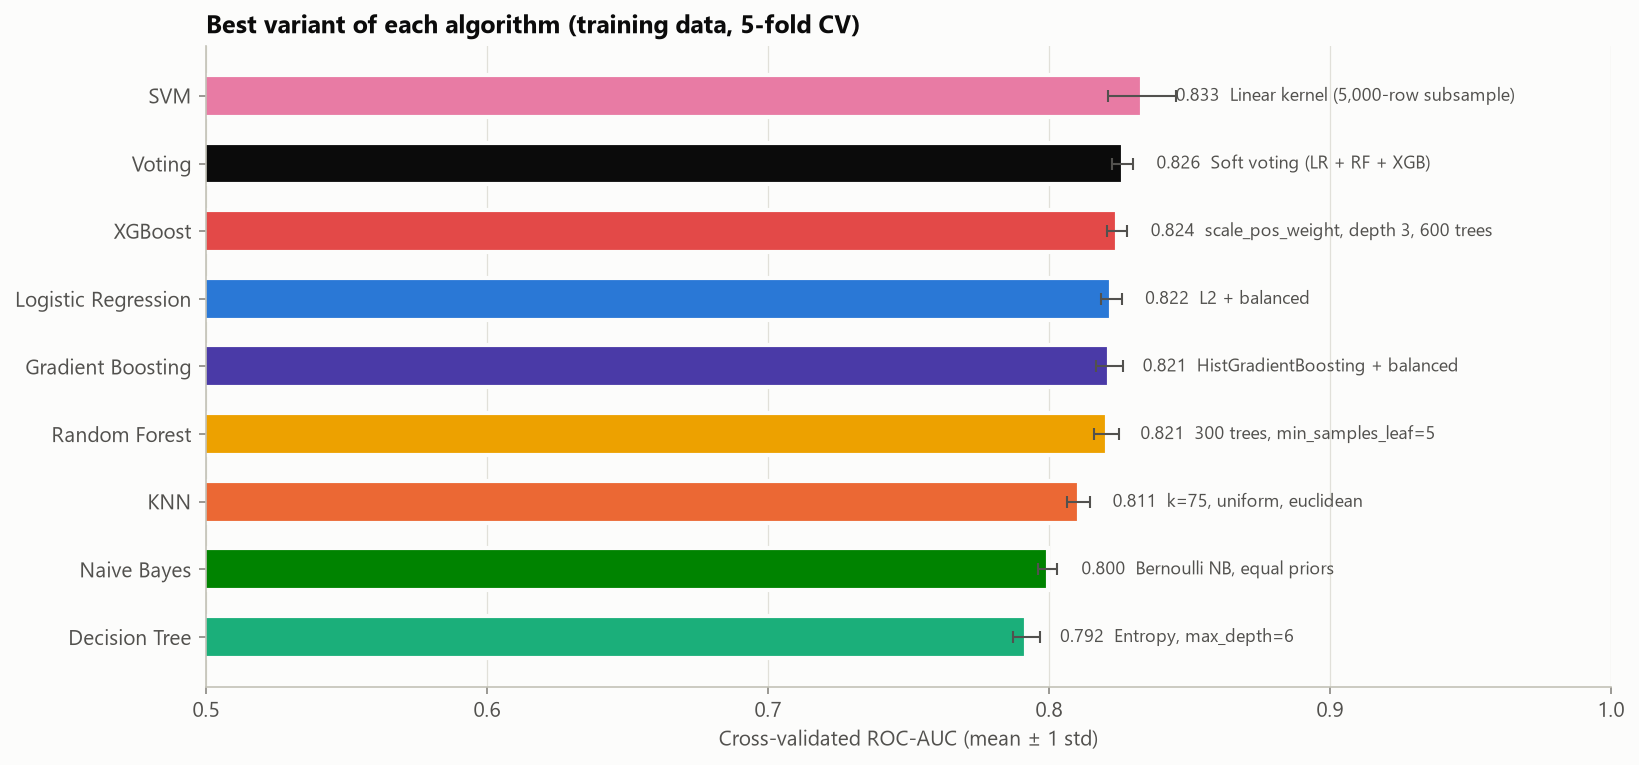 Best variant of each algorithm (training data, 5-fold CV)
SVM
0.833 Linear kernel (5,000-row subsample)
Voting
0.826 Soft voting (LR + RF + XGB)
XGBoost
0.824 scale_pos_weight, depth 3, 600 trees
Logistic Regression
0.822 L2 + balanced
Gradient Boosting
0.821 HistGradientBoosting + balanced
Random Forest
0.821 300 trees, min_samples_leaf=5
KNN
0.811 k=75, uniform, euclidean
Naive Bayes
0.800 Bernoulli NB, equal priors
Decision Tree
0.792 Entropy, max_depth=6
0.5 0.6 0.7 0.8 0.9 1.0
Cross-validated ROC-AUC (mean ± 1 std)